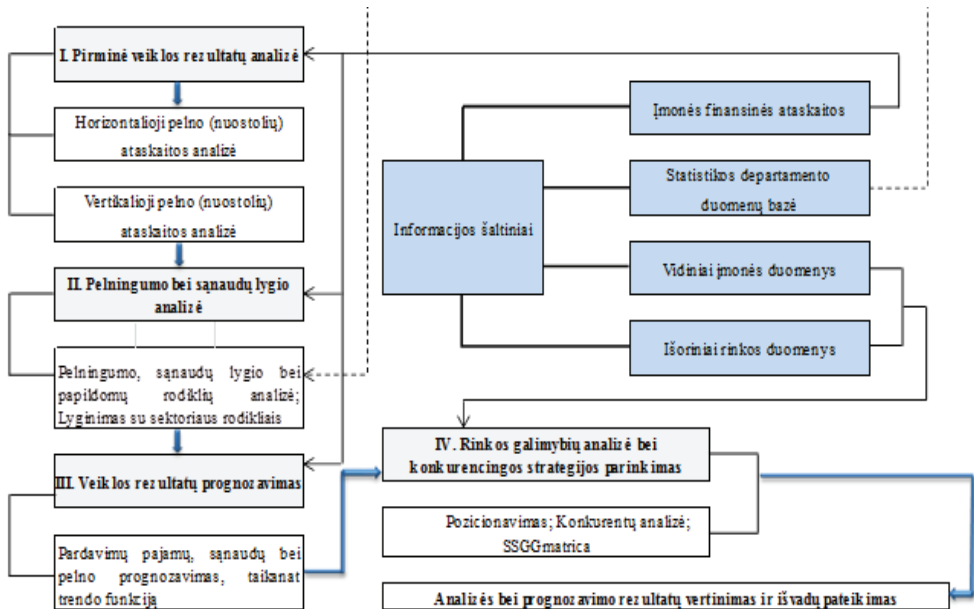 I. Pirminė veiklos rezultatų analizė
Horizontalioji pelno (nuostolių)
ataskaitos analizė
Vertikalioji pelno (nuostolių)
ataskaitos analizė
II. Pelningumo bei sąnaudų lygio
analizė
Pelningumo, sąnaudų lygio bei
papildomų rodiklių analizė;
Lyginimas su sektoriaus rodikliais
III. Veiklos rezultatų prognozavimas
Pardavimų pajamų, sąnaudų bei
pelno prognozavimas, taikanat
trendo funkciją
Informacijos šaltiniai
Įmonės finansinės ataskaitos
Statistikos departamento
duomenų bazė
Vidiniai įmonės duomenys
Išoriniai rinkos duomenys
IV. Rinkos galimybių analizė bei
konkurencingos strategijos parinkimas
Pozicionavimas; Konkurentų analizė;
SSGG matrica
Analizės bei prognozavimo rezultatų vertinimas ir išvadų pateikimas